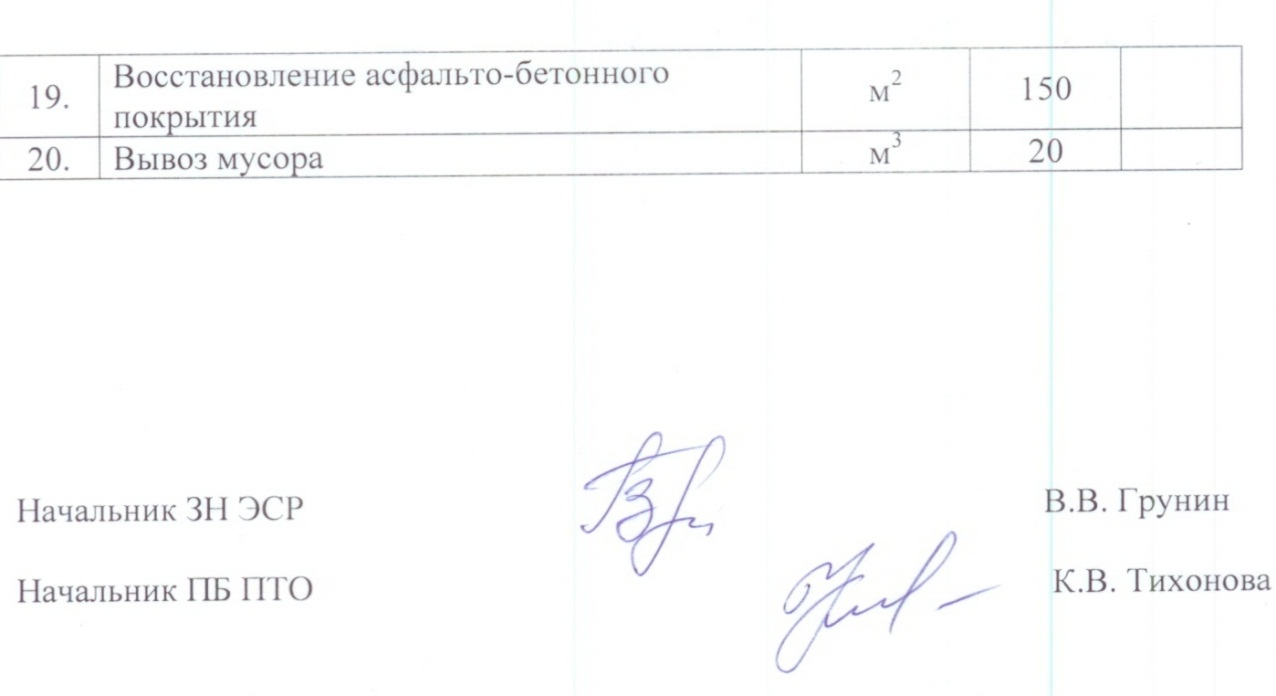 19. Восстановление асфальто-бетонного м² 150
покрытия
20. Вывоз мусора м³ 20
Начальник ЗН ЭСР В.В. Грунин
Начальник ПБ ПТО К.В. Тихонова